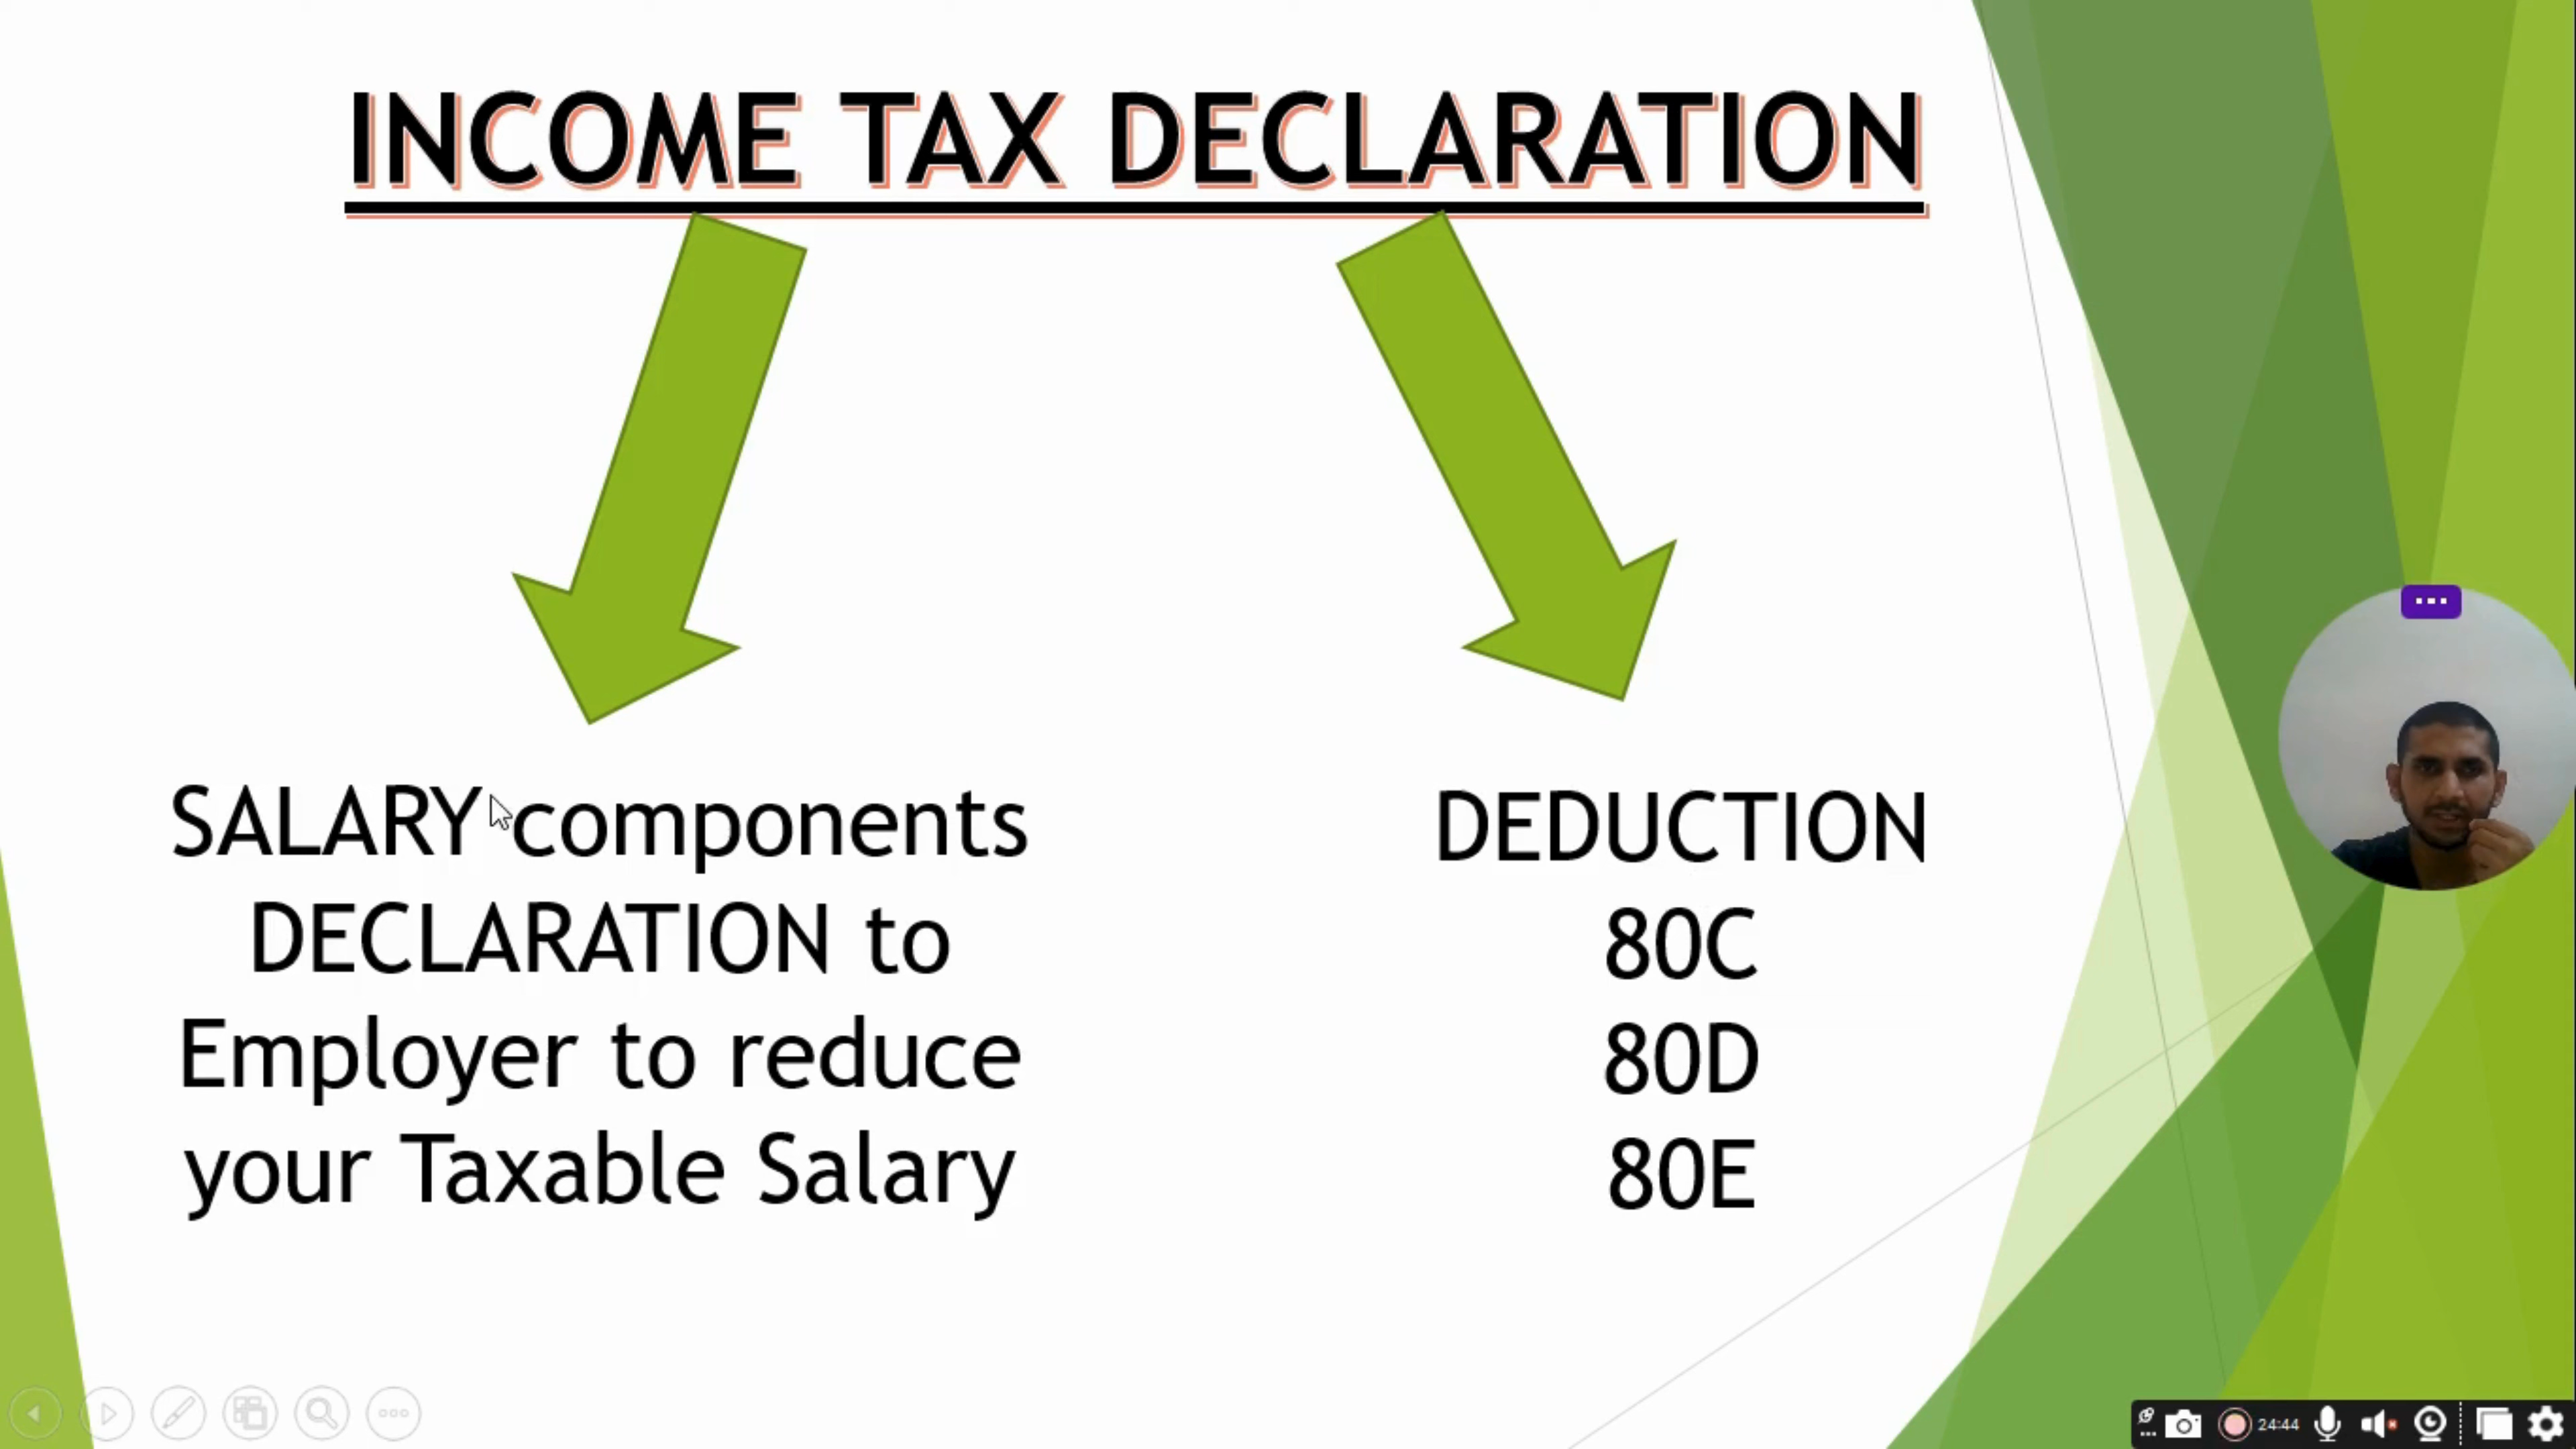 INCOME TAX DECLARATION
SALARY components
DECLARATION to
Employer to reduce
your Taxable Salary
DEDUCTION
80C
80D
80E
24:44